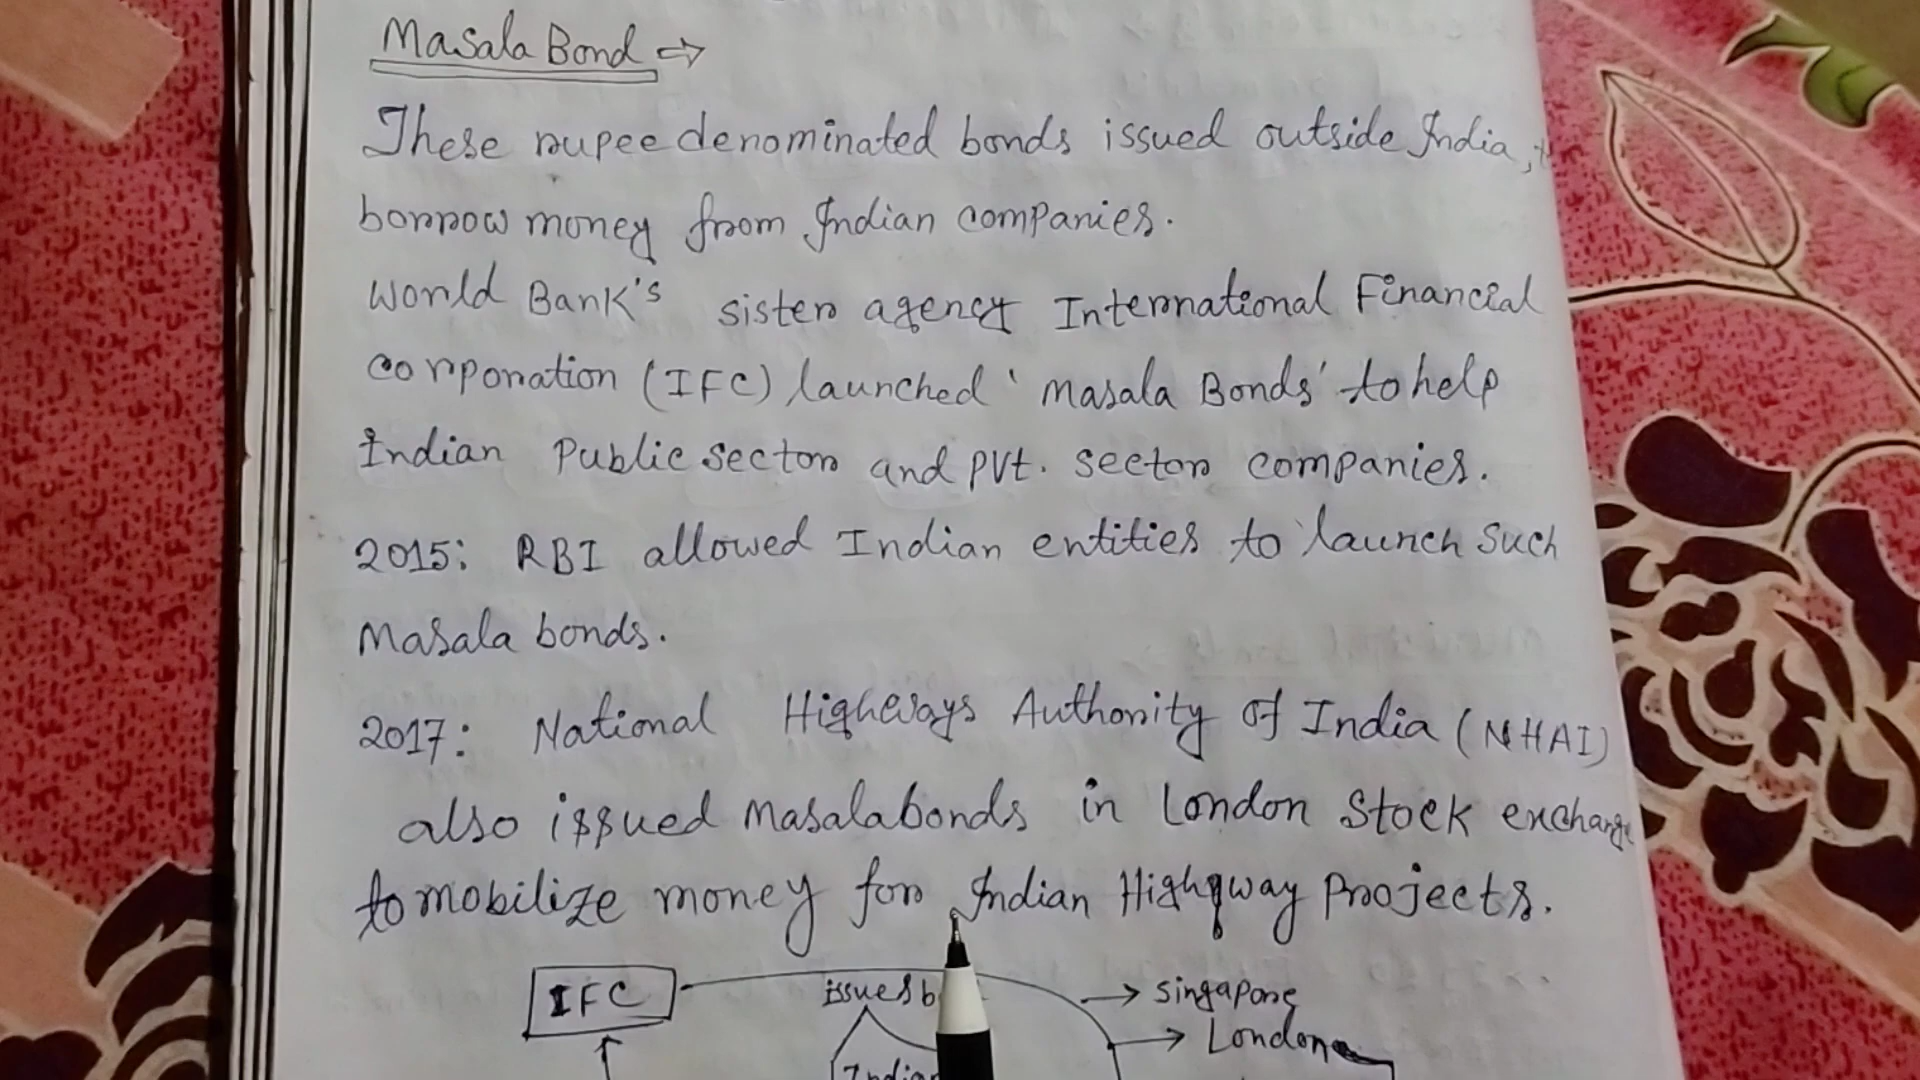 Masala Bond ⇒
These rupee denominated bonds issued outside India,
borrow money from Indian companies.
World Bank's sister agency International Financial
corporation (IFC) launched 'masala Bonds' to help
Indian Public sector and pvt. sector companies.
2015: RBI allowed Indian entities to launch such
Masala bonds.
2017: National Highways Authority of India (NHAI)
also issued masala bonds in London Stock exchange
to mobilize money for Indian Highway Projects.
IFC issues → Singapore
→ London